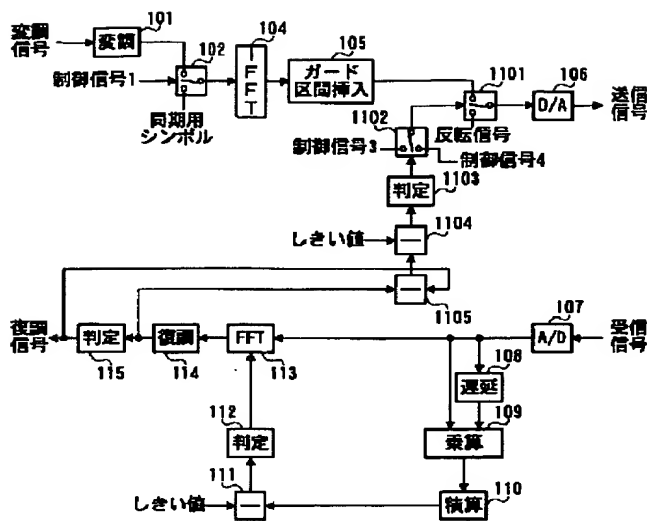 変調
信号
101
変調
102
制御信号1
同期用
シンボル
104
IFFT
105
ガード
区間挿入
1101
106
D/A
送信
信号
反転信号
1102
制御信号3
制御信号4
1103
判定
しきい値
1104
1105
復調
信号
判定
115
復調
114
FFT
113
107
A/D
受信
信号
108
遅延
109
乗算
112
判定
111
しきい値
110
積算